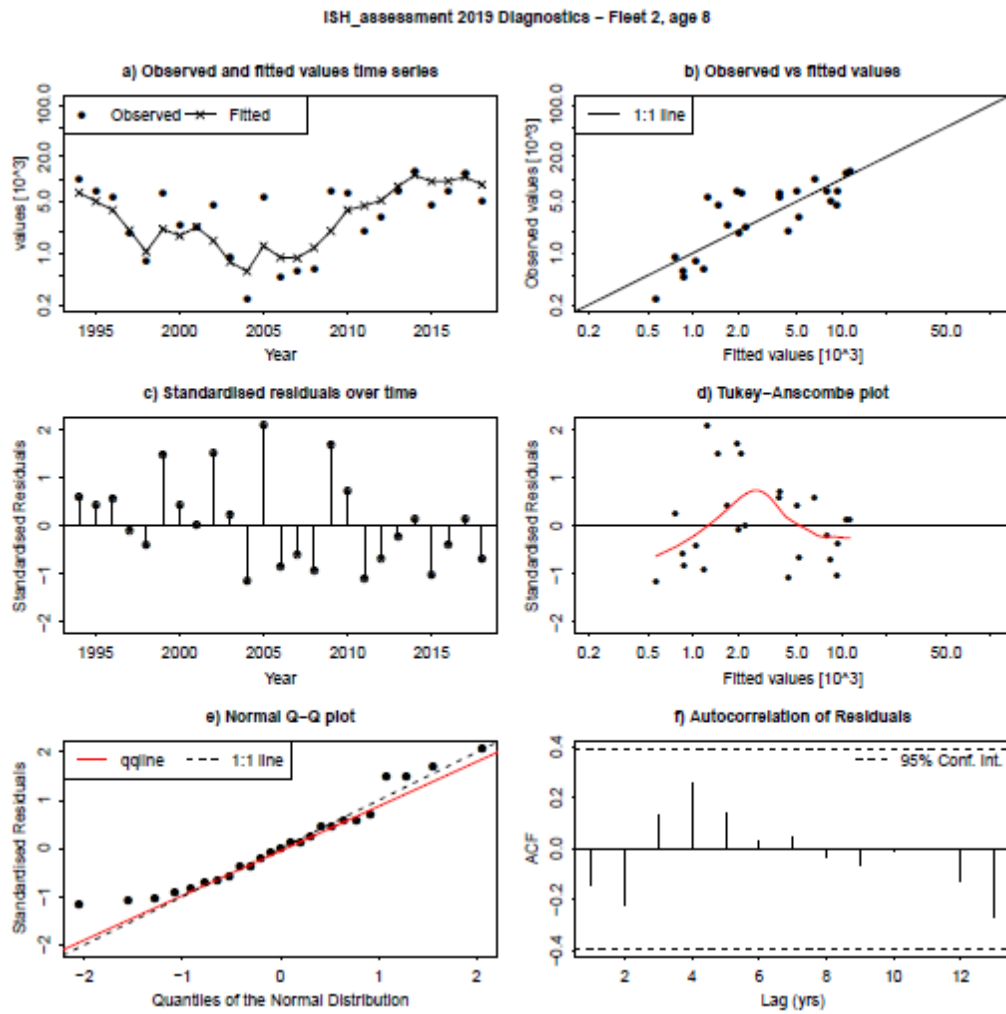 ISH_assessment 2019 Diagnostics – Fleet 2, age 8
a) Observed and fitted values time series
values [10^3]
0.2 1.0 5.0 20.0 100.0
Observed Fitted
1995 2000 2005 2010 2015
Year
b) Observed vs fitted values
Observed values [10^3]
0.2 1.0 5.0 20.0 100.0
1:1 line
0.2 0.5 1.0 2.0 5.0 10.0 50.0
Fitted values [10^3]
c) Standardised residuals over time
Standardised Residuals
−2 −1 0 1 2
1995 2000 2005 2010 2015
Year
d) Tukey−Anscombe plot
Standardised Residuals
−2 −1 0 1 2
0.2 0.5 1.0 2.0 5.0 10.0 50.0
Fitted values [10^3]
e) Normal Q−Q plot
Standardised Residuals
−2 −1 0 1 2
qqline 1:1 line
−2 −1 0 1 2
Quantiles of the Normal Distribution
f) Autocorrelation of Residuals
ACF
−0.4 −0.2 0.0 0.2 0.4
95% Conf. Int.
2 4 6 8 10 12
Lag (yrs)